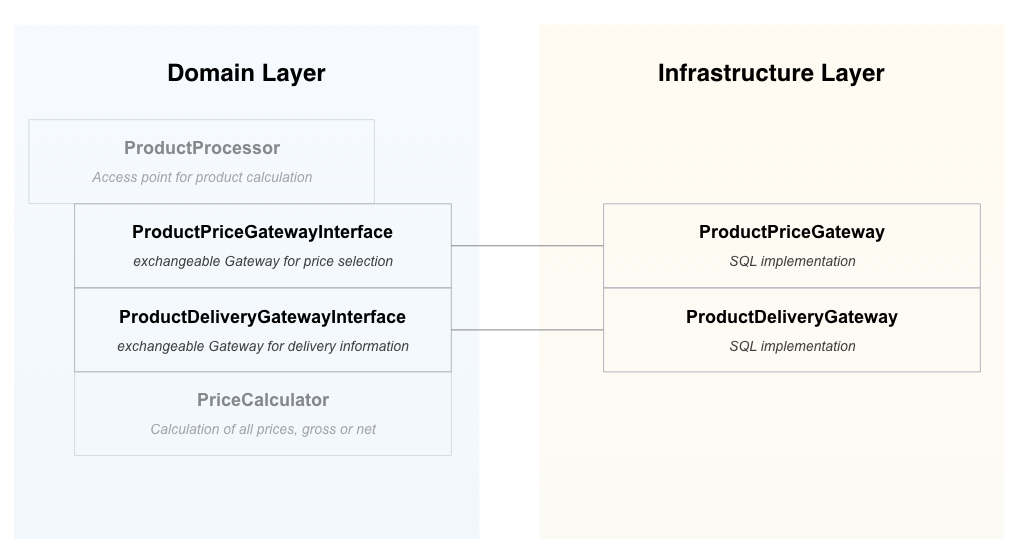 Domain Layer
Infrastructure Layer
ProductProcessor
Access point for product calculation
ProductPriceGatewayInterface
exchangeable Gateway for price selection
ProductPriceGateway
SQL implementation
ProductDeliveryGatewayInterface
exchangeable Gateway for delivery information
ProductDeliveryGateway
SQL implementation
PriceCalculator
Calculation of all prices, gross or net